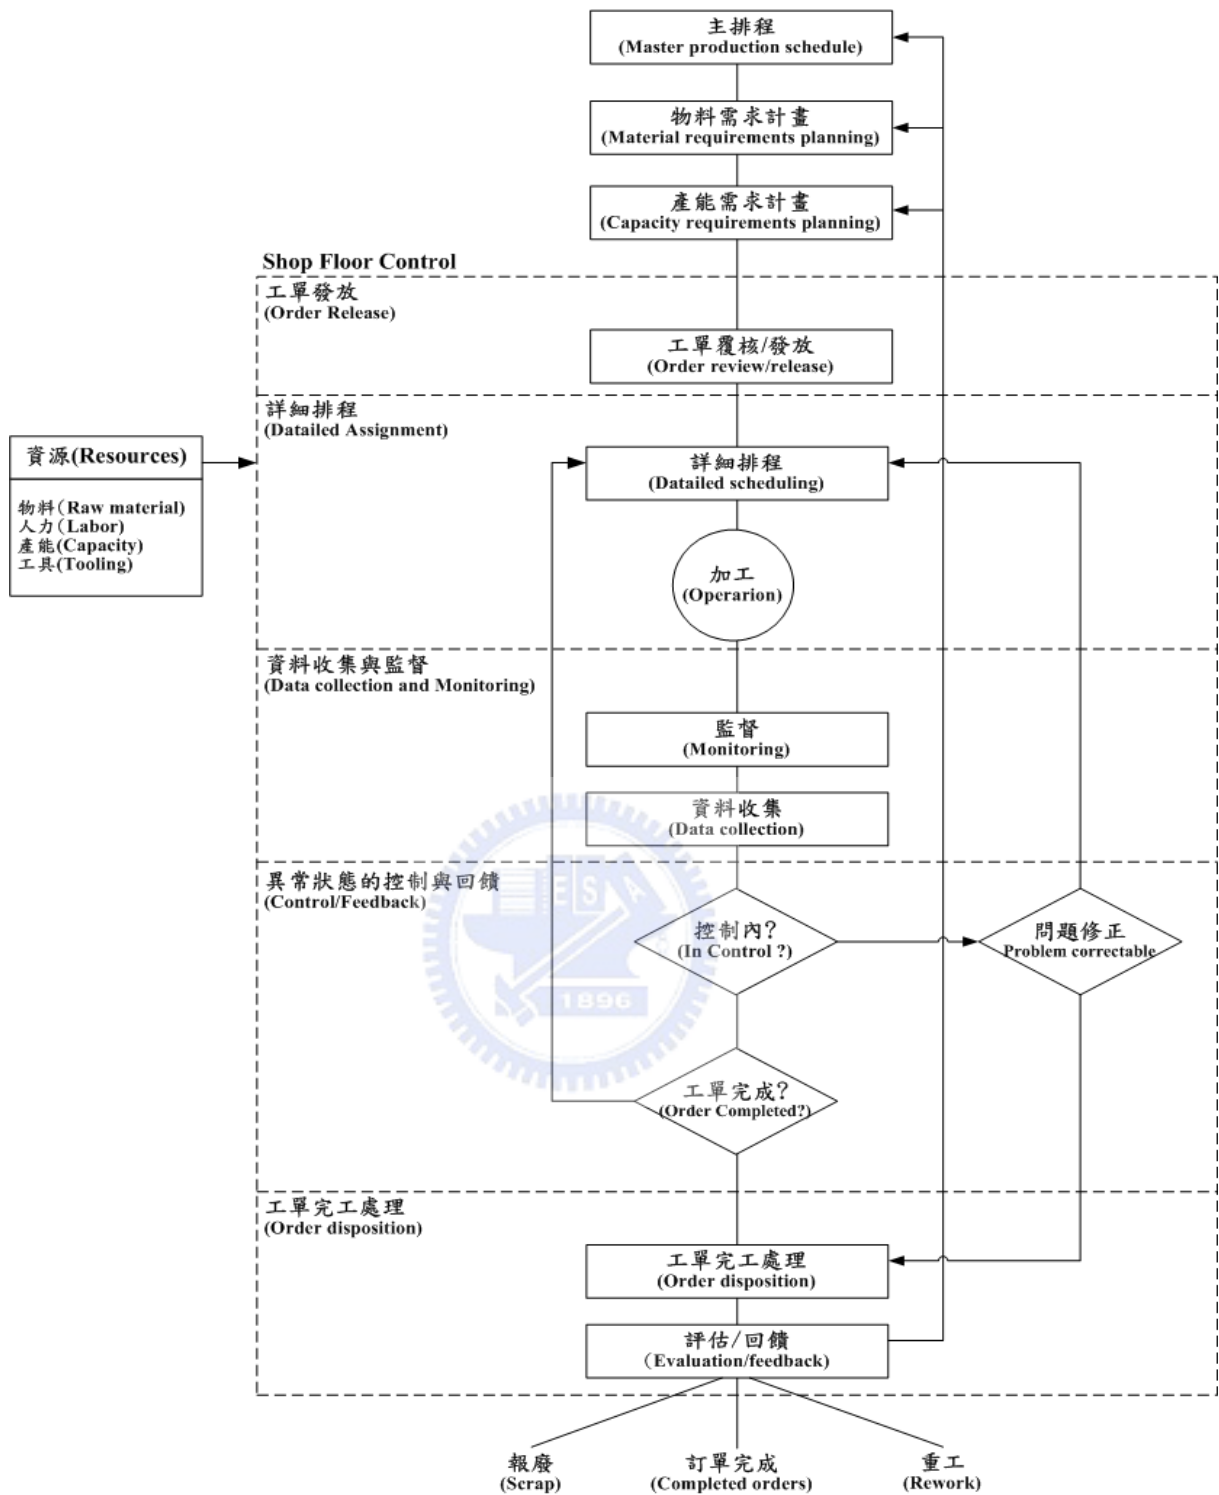 主排程
(Master production schedule)
物料需求計畫
(Material requirements planning)
產能需求計畫
(Capacity requirements planning)
Shop Floor Control
工單發放
(Order Release)
工單覆核/發放
(Order review/release)
詳細排程
(Datailed Assignment)
資源(Resources)
物料(Raw material)
人力(Labor)
產能(Capacity)
工具(Tooling)
詳細排程
(Datailed scheduling)
加工
(Operarion)
資料收集與監督
(Data collection and Monitoring)
監督
(Monitoring)
資料收集
(Data collection)
異常狀態的控制與回饋
(Control/Feedback)
控制內?
(In Control ?)
問題修正
Problem correctable
ESA
1896
工單完成?
(Order Completed?)
工單完工處理
(Order disposition)
工單完工處理
(Order disposition)
評估/回饋
(Evaluation/feedback)
報廢
(Scrap)
訂單完成
(Completed orders)
重工
(Rework)